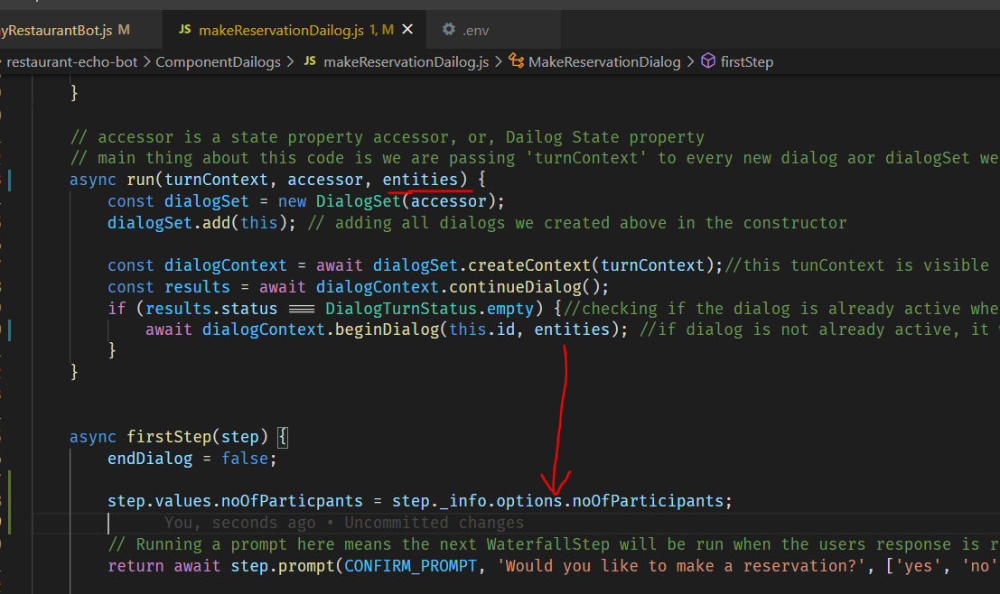 yRestaurantBot.js M JS makeReservationDailog.js 1, M .env
restaurant-echo-bot > ComponentDailogs > JS makeReservationDailog.js > MakeReservationDialog > firstStep
}
// accessor is a state property accessor, or, Dailog State property
// main thing about this code is we are passing 'turnContext' to every new dialog aor dialogSet we
async run(turnContext, accessor, entities) {
const dialogSet = new DialogSet(accessor);
dialogSet.add(this); // adding all dialogs we created above in the constructor
const dialogContext = await dialogSet.createContext(turnContext);//this tunContext is visible
const results = await dialogContext.continueDialog();
if (results.status === DialogTurnStatus.empty) {//checking if the dialog is already active whe
await dialogContext.beginDialog(this.id, entities); //if dialog is not already active, it
}
}
async firstStep(step) {
endDialog = false;
step.values.noOfParticpants = step._info.options.noOfParticipants;
You, seconds ago • Uncommitted changes
// Running a prompt here means the next WaterfallStep will be run when the users response is r
return await step.prompt(CONFIRM_PROMPT, 'Would you like to make a reservation?', ['yes', 'no'